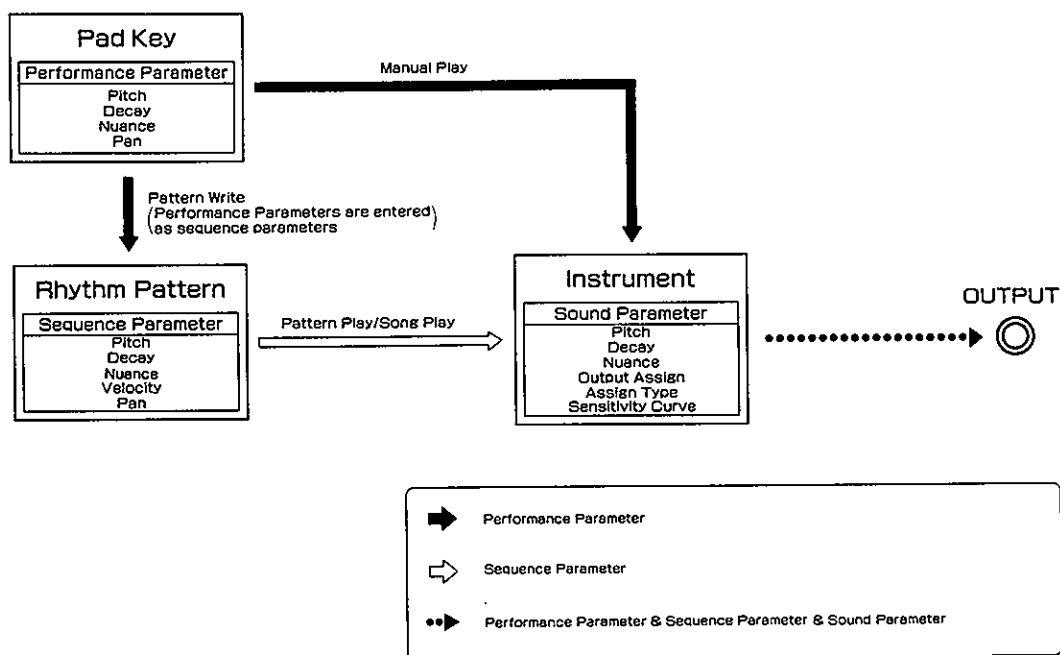 Pad Key
Performance Parameter
Pitch
Decay
Nuance
Pan
Manual Play
Pattern Write
(Performance Parameters are entered
as sequence parameters)
Rhythm Pattern
Sequence Parameter
Pitch
Decay
Nuance
Velocity
Pan
Pattern Play/Song Play
Instrument
Sound Parameter
Pitch
Decay
Nuance
Output Assign
Assign Type
Sensitivity Curve
OUTPUT
Performance Parameter
Sequence Parameter
Performance Parameter & Sequence Parameter & Sound Parameter